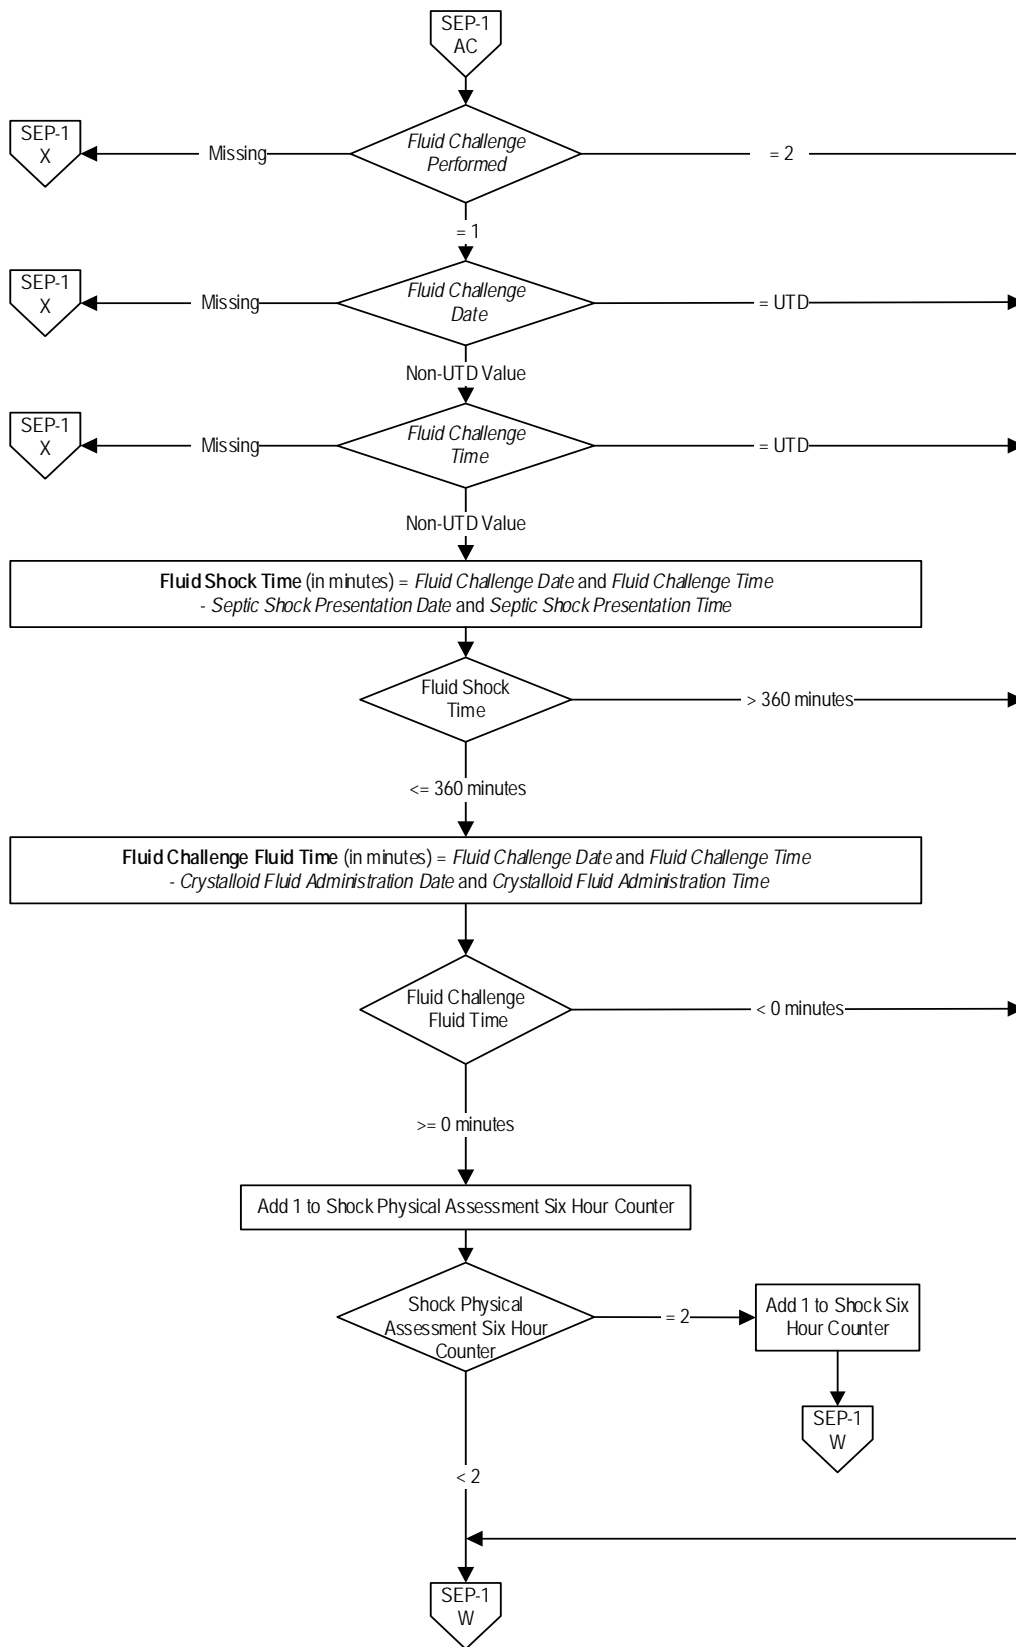 SEP-1
AC
Fluid Challenge
Performed
SEP-1
X
Missing
= 2
= 1
Fluid Challenge
Date
SEP-1
X
Missing
= UTD
Non-UTD Value
Fluid Challenge
Time
SEP-1
X
Missing
= UTD
Non-UTD Value
Fluid Shock Time (in minutes) = Fluid Challenge Date and Fluid Challenge Time
- Septic Shock Presentation Date and Septic Shock Presentation Time
Fluid Shock
Time
> 360 minutes
<= 360 minutes
Fluid Challenge Fluid Time (in minutes) = Fluid Challenge Date and Fluid Challenge Time
- Crystalloid Fluid Administration Date and Crystalloid Fluid Administration Time
Fluid Challenge
Fluid Time
< 0 minutes
>= 0 minutes
Add 1 to Shock Physical Assessment Six Hour Counter
Shock Physical
Assessment Six Hour
Counter
= 2
Add 1 to Shock Six
Hour Counter
SEP-1
W
< 2
SEP-1
W